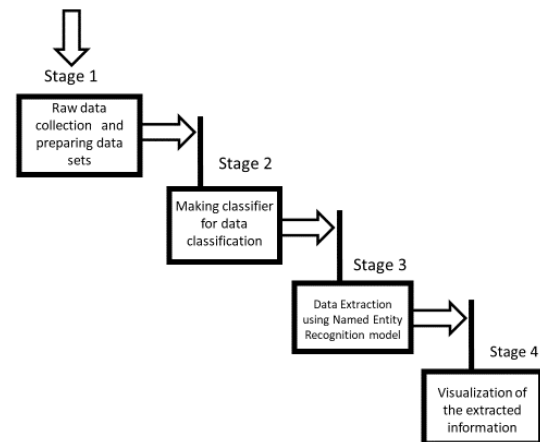 Stage 1
Raw data
collection and
preparing data
sets
Stage 2
Making classifier
for data
classification
Stage 3
Data Extraction
using Named Entity
Recognition model
Stage 4
Visualization of
the extracted
information